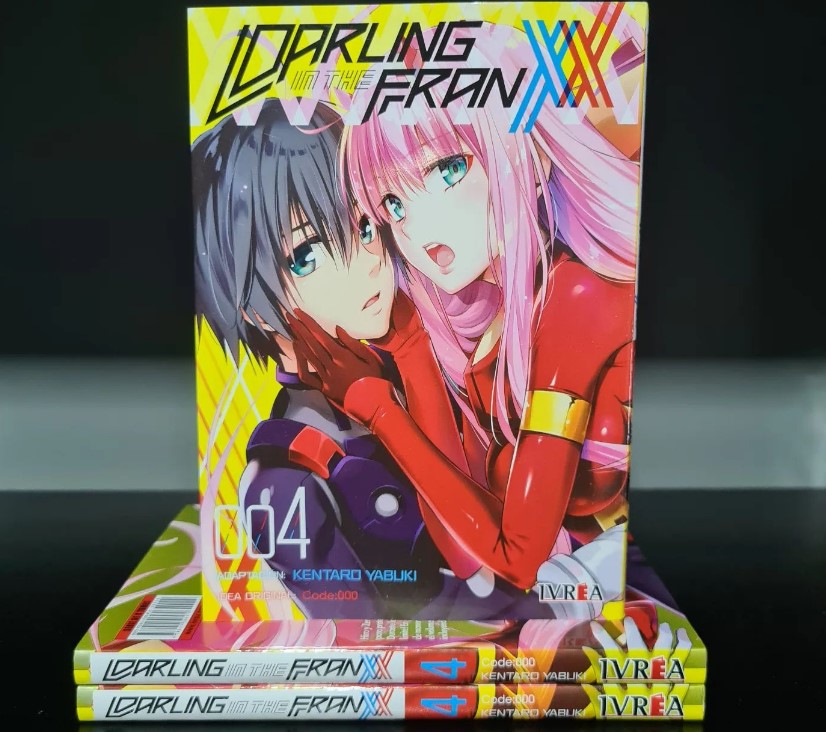 DARLING
IN THE
FRANXX
004
ADAPTACIÓN: KENTARO YABUKI
IDEA ORIGINAL: Code:000
IVREA
DARLING IN THE FRANXX 4 Code:000 KENTARO YABUKI IVREA
DARLING IN THE FRANXX 4 Code:000 KENTARO YABUKI IVREA